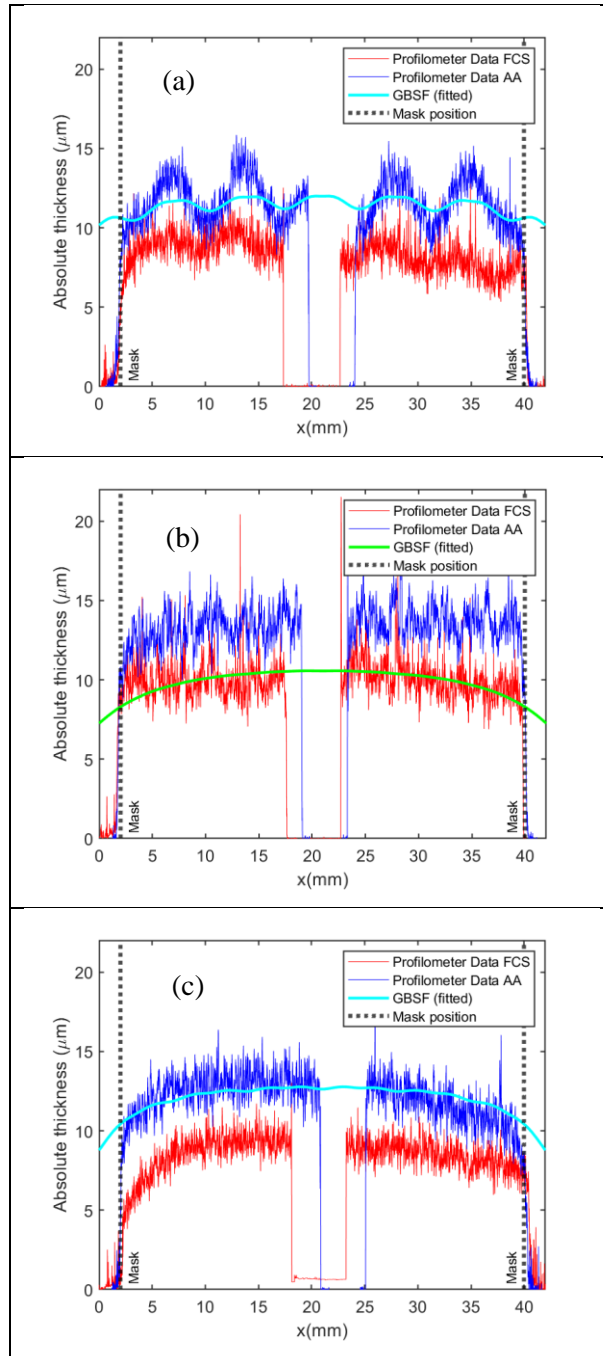 (a)
Profilometer Data FCS
Profilometer Data AA
GBSF (fitted)
Mask position
Absolute thickness (μm)
20
15
10
5
0
Mask
Mask
0 5 10 15 20 25 30 35 40
x(mm)
(b)
Profilometer Data FCS
Profilometer Data AA
GBSF (fitted)
Mask position
Absolute thickness (μm)
20
15
10
5
0
Mask
Mask
0 5 10 15 20 25 30 35 40
x(mm)
(c)
Profilometer Data FCS
Profilometer Data AA
GBSF (fitted)
Mask position
Absolute thickness (μm)
20
15
10
5
0
Mask
Mask
0 5 10 15 20 25 30 35 40
x(mm)